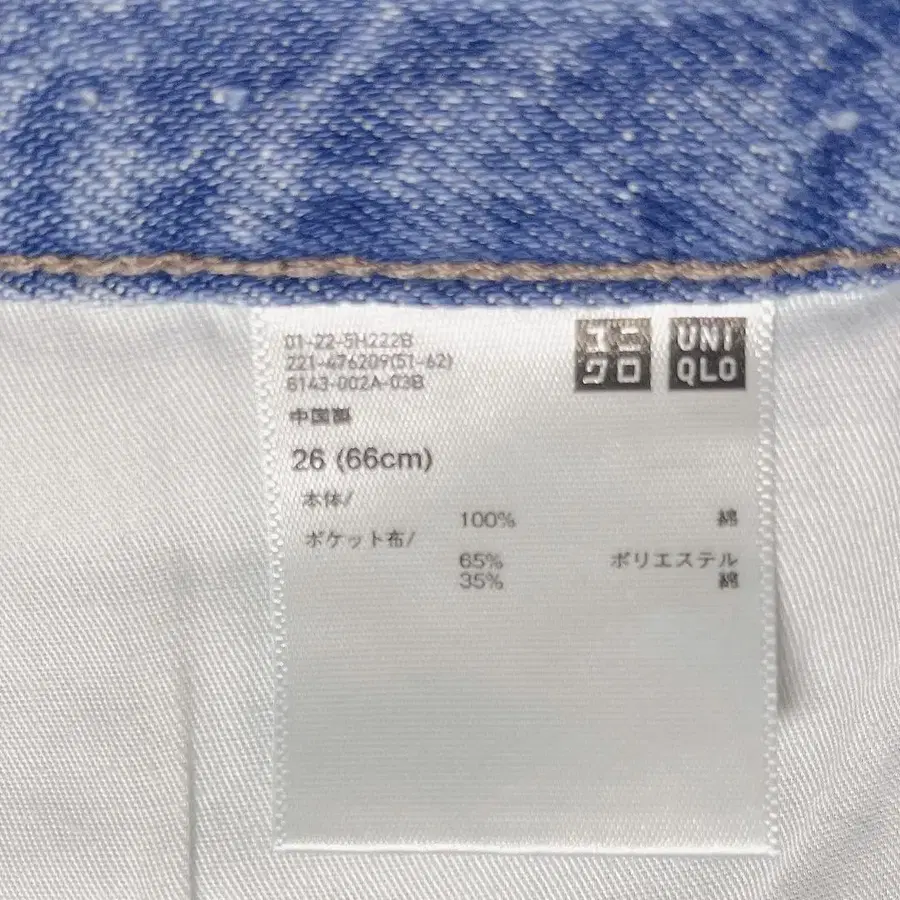 01-22-5H222B
221-476209(51-62)
6143-002A-03B
中国製
26 (66cm)
本体/
100% 綿
ポケット布/
65% ポリエステル
35% 綿
ユニ
クロ
UNI
QLO